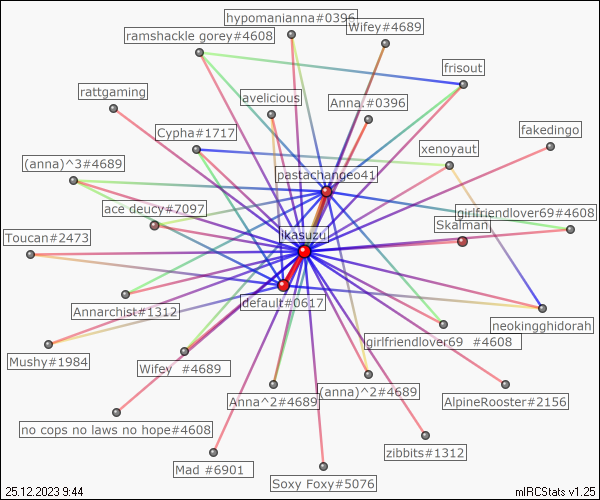 hypomanianna#0396
Wifey#4689
ramshackle gorey#4608
frisout
rattgaming
avelicious
Anna.#0396
Cypha#1717
fakedingo
xenoyaut
(anna)^3#4689
pastachangeo41
ace deucy#7097
girlfriendlover69#4608
Skalman
Toucan#2473
ikasuzu
default#0617
Annarchist#1312
neokingghidorah
girlfriendlover69 #4608
Mushy#1984
Wifey #4689
Anna^2#4689
(anna)^2#4689
AlpineRooster#2156
no cops no laws no hope#4608
zibbits#1312
Mad #6901
Soxy Foxy#5076
25.12.2023 9:44
mIRCStats v1.25